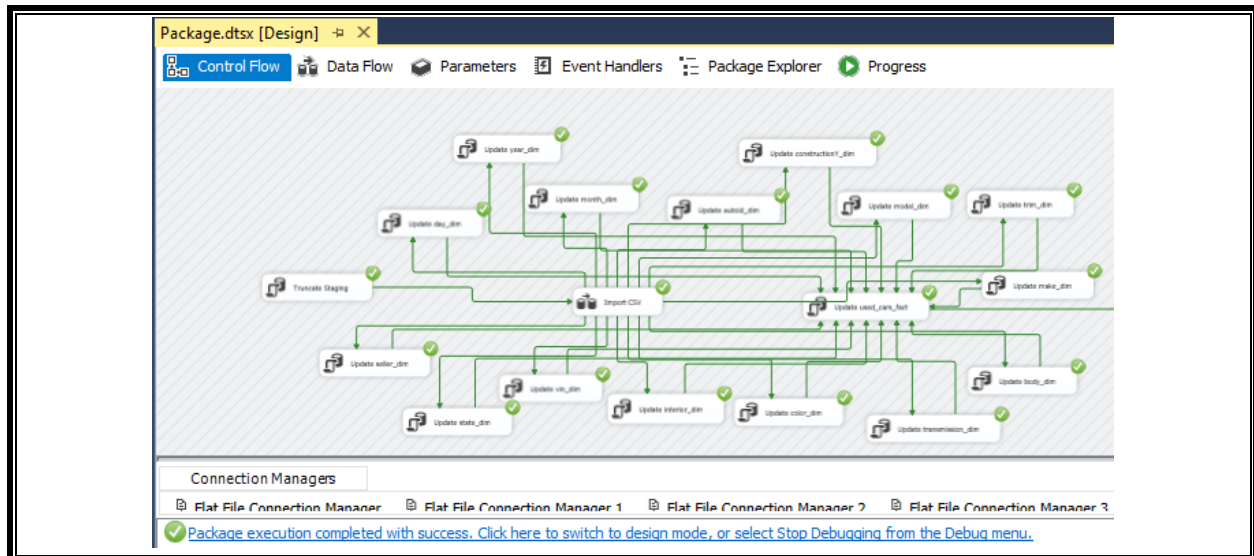 Package.dtsx [Design]
Control Flow Data Flow Parameters Event Handlers Package Explorer Progress
Update year_dim
Update constructionY_dim
Update month_dim
Update modal_dim
Update trim_dim
Update autoid_dim
Update day_dim
Truncate Staging
Import CSV
Update make_dim
Update used_cars_fact
Update seller_dim
Update body_dim
Update vin_dim
Update interior_dim
Update color_dim
Update state_dim
Update transmission_dim
Connection Managers
Flat File Connection Manager Flat File Connection Manager 1 Flat File Connection Manager 2 Flat File Connection Manager 3
Package execution completed with success. Click here to switch to design mode, or select Stop Debugging from the Debug menu.